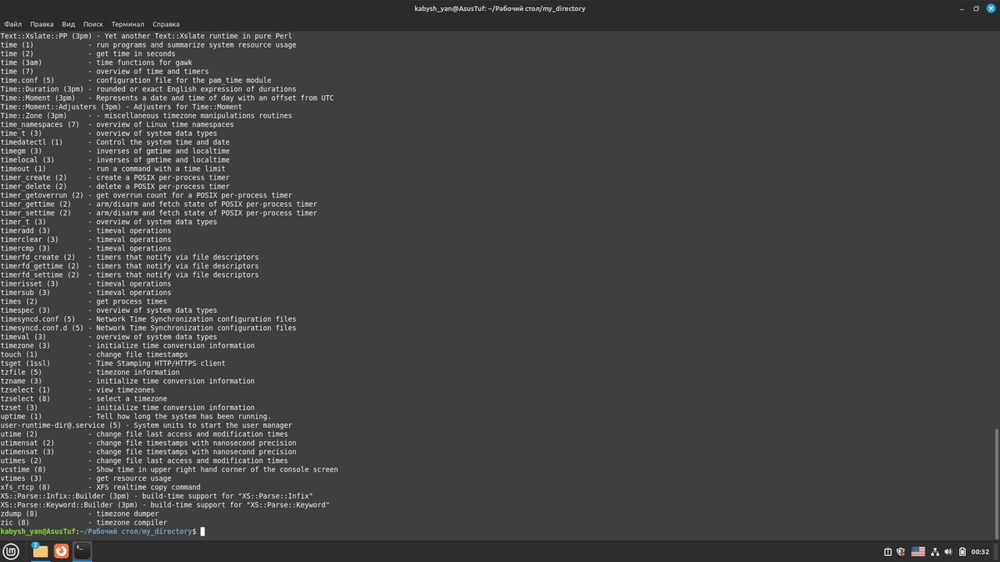 kabysh_yan@AsusTuf: ~/Рабочий стол/my_directory
Файл Правка Вид Поиск Терминал Справка
Text::Xslate::PP (3pm) - Yet another Text::Xslate runtime in pure Perl
time (1)             - run programs and summarize system resource usage
time (2)             - get time in seconds
time (3am)           - time functions for gawk
time (7)             - overview of time and timers
time.conf (5)        - configuration file for the pam_time module
Time::Duration (3pm) - rounded or exact English expression of durations
Time::Moment (3pm)   - Represents a date and time of day with an offset from UTC
Time::Moment::Adjusters (3pm) - Adjusters for Time::Moment
Time::Zone (3pm)     - - miscellaneous timezone manipulations routines
time_namespaces (7)  - overview of Linux time namespaces
time_t (3)           - overview of system data types
timedatectl (1)      - Control the system time and date
timegm (3)           - inverses of gmtime and localtime
timelocal (3)        - inverses of gmtime and localtime
timeout (1)          - run a command with a time limit
timer_create (2)     - create a POSIX per-process timer
timer_delete (2)     - delete a POSIX per-process timer
timer_getoverrun (2) - get overrun count for a POSIX per-process timer
timer_gettime (2)    - arm/disarm and fetch state of POSIX per-process timer
timer_settime (2)    - arm/disarm and fetch state of POSIX per-process timer
timer_t (3)          - overview of system data types
timeradd (3)         - timeval operations
timerclear (3)       - timeval operations
timercmp (3)         - timeval operations
timerfd_create (2)   - timers that notify via file descriptors
timerfd_gettime (2)  - timers that notify via file descriptors
timerfd_settime (2)  - timers that notify via file descriptors
timerisset (3)       - timeval operations
timersub (3)         - timeval operations
times (2)            - get process times
timespec (3)         - overview of system data types
timesyncd.conf (5)   - Network Time Synchronization configuration files
timesyncd.conf.d (5) - Network Time Synchronization configuration files
timeval (3)          - overview of system data types
timezone (3)         - initialize time conversion information
touch (1)            - change file timestamps
tsget (1ssl)         - Time Stamping HTTP/HTTPS client
tzfile (5)           - timezone information
tzname (3)           - initialize time conversion information
tzselect (1)         - view timezones
tzselect (8)         - select a timezone
tzset (3)            - initialize time conversion information
uptime (1)           - Tell how long the system has been running.
user-runtime-dir@.service (5) - System units to start the user manager
utime (2)            - change file last access and modification times
utimensat (2)        - change file timestamps with nanosecond precision
utimensat (3)        - change file timestamps with nanosecond precision
utimes (2)           - change file last access and modification times
vcstime (8)          - Show time in upper right hand corner of the console screen
vtimes (3)           - get resource usage
xfs_rtcp (8)         - XFS realtime copy command
XS::Parse::Infix::Builder (3pm) - build-time support for "XS::Parse::Infix"
XS::Parse::Keyword::Builder (3pm) - build-time support for "XS::Parse::Keyword"
zdump (8)            - timezone dumper
zic (8)              - timezone compiler
kabysh_yan@AsusTuf:~/Рабочий стол/my_directory$
2
00:32